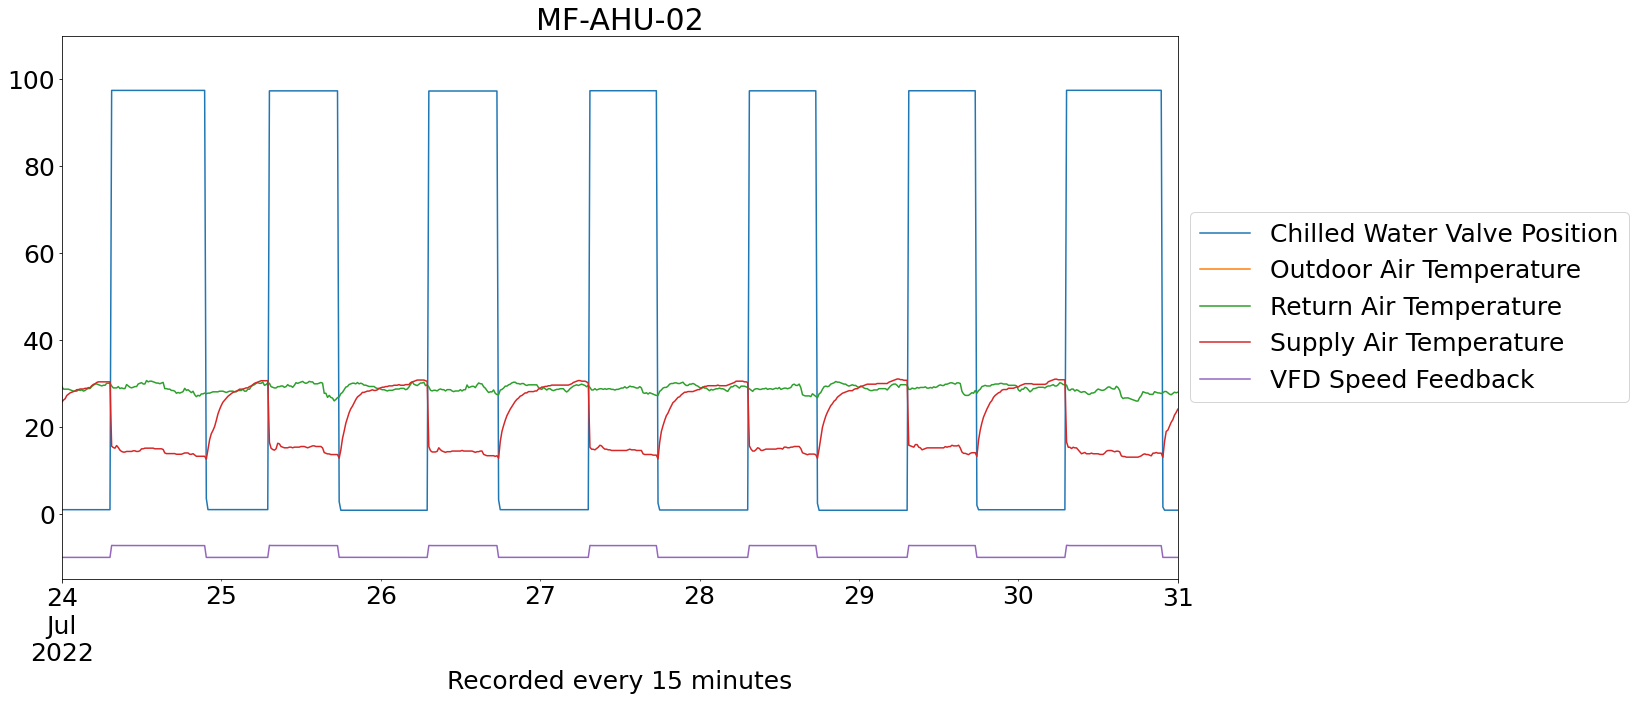 MF-AHU-02
100
80
60
40
20
0
24 25 26 27 28 29 30 31
Jul
2022
Recorded every 15 minutes
Chilled Water Valve Position
Outdoor Air Temperature
Return Air Temperature
Supply Air Temperature
VFD Speed Feedback